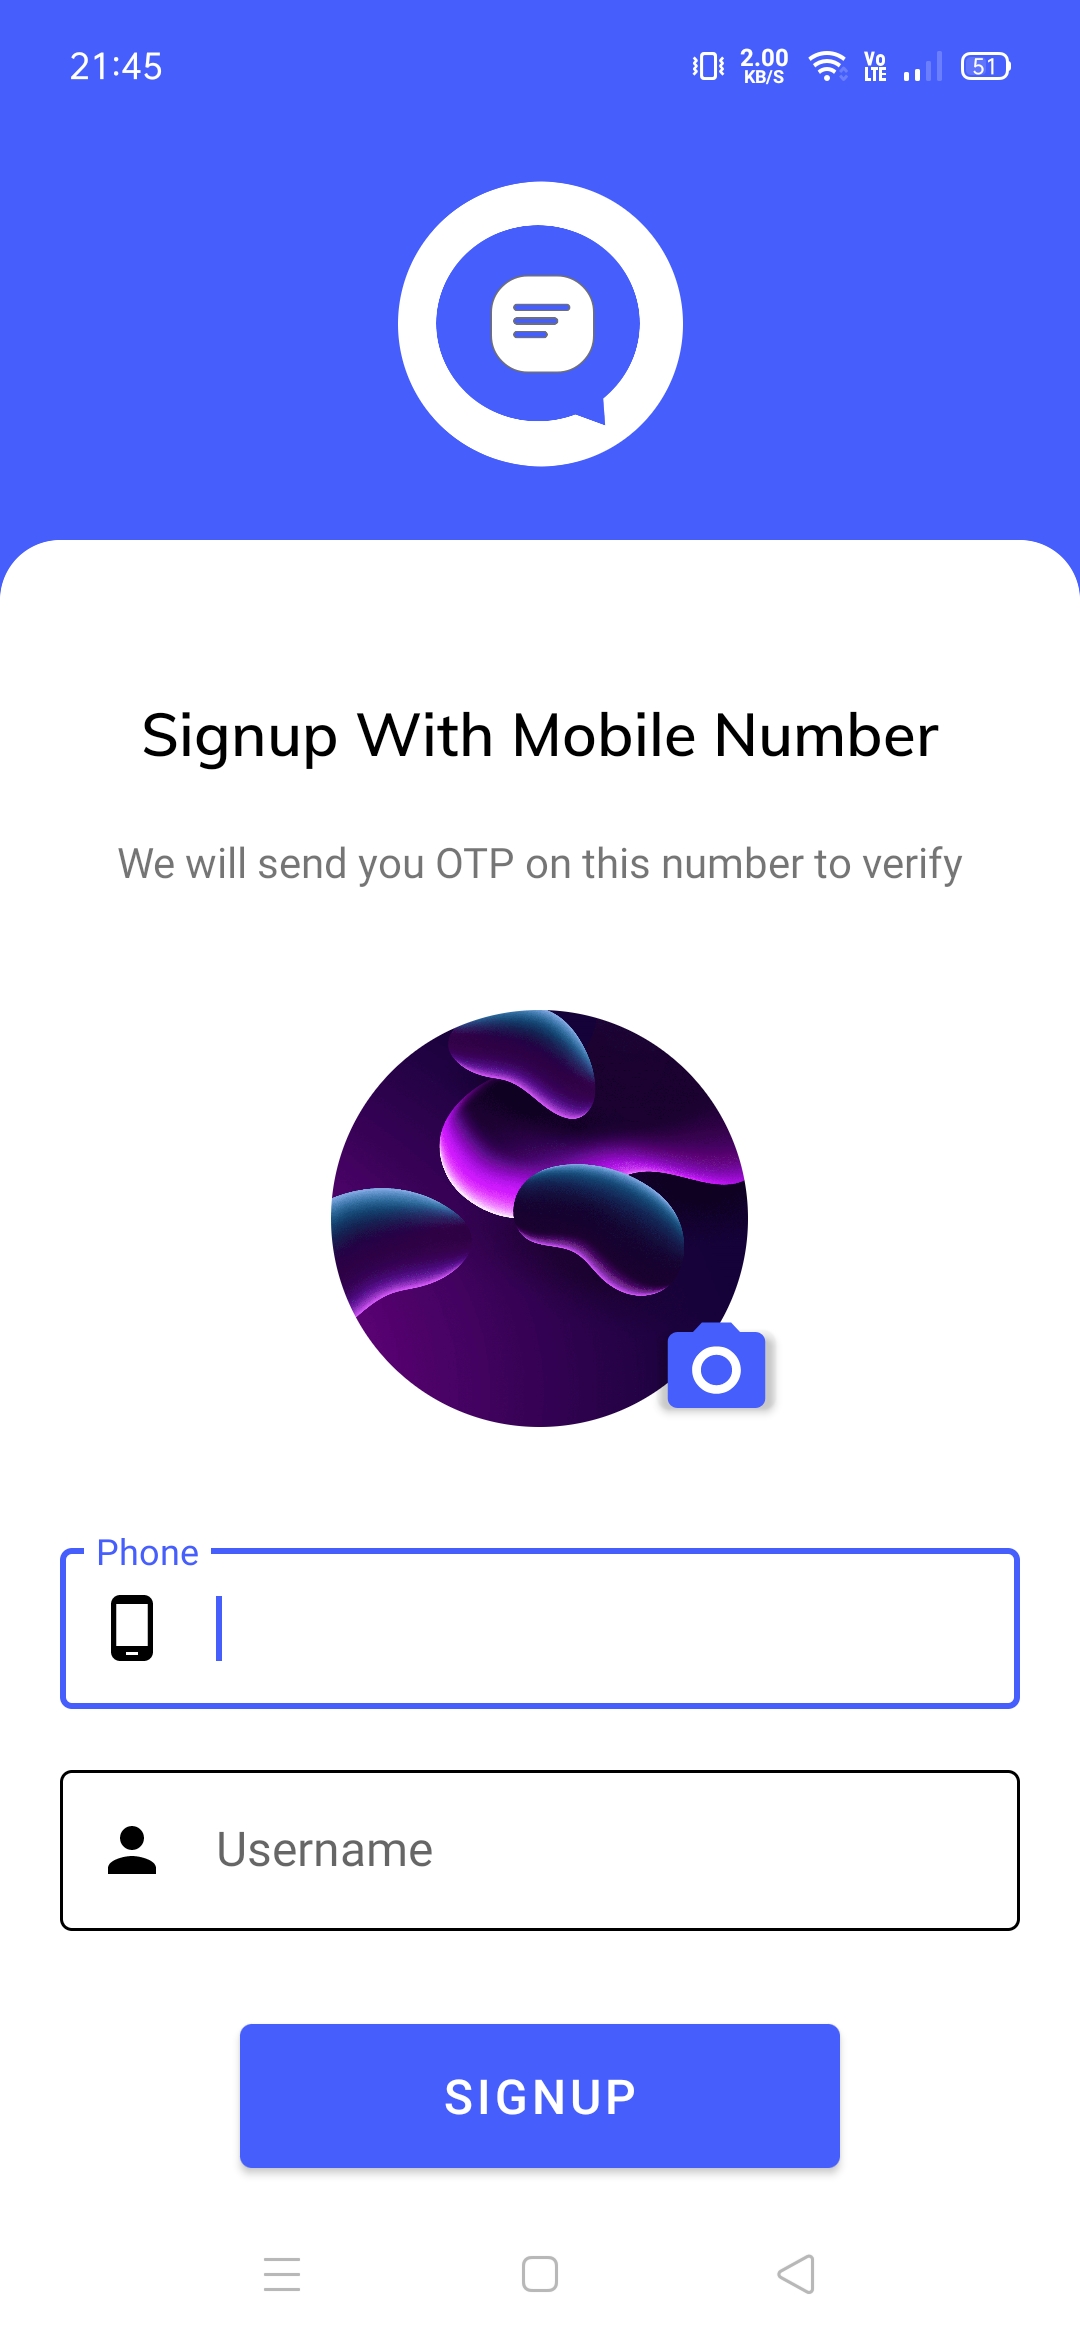 21:45
2.00
KB/S
Vo
LTE
51
Signup With Mobile Number
We will send you OTP on this number to verify
Phone
Username
SIGNUP